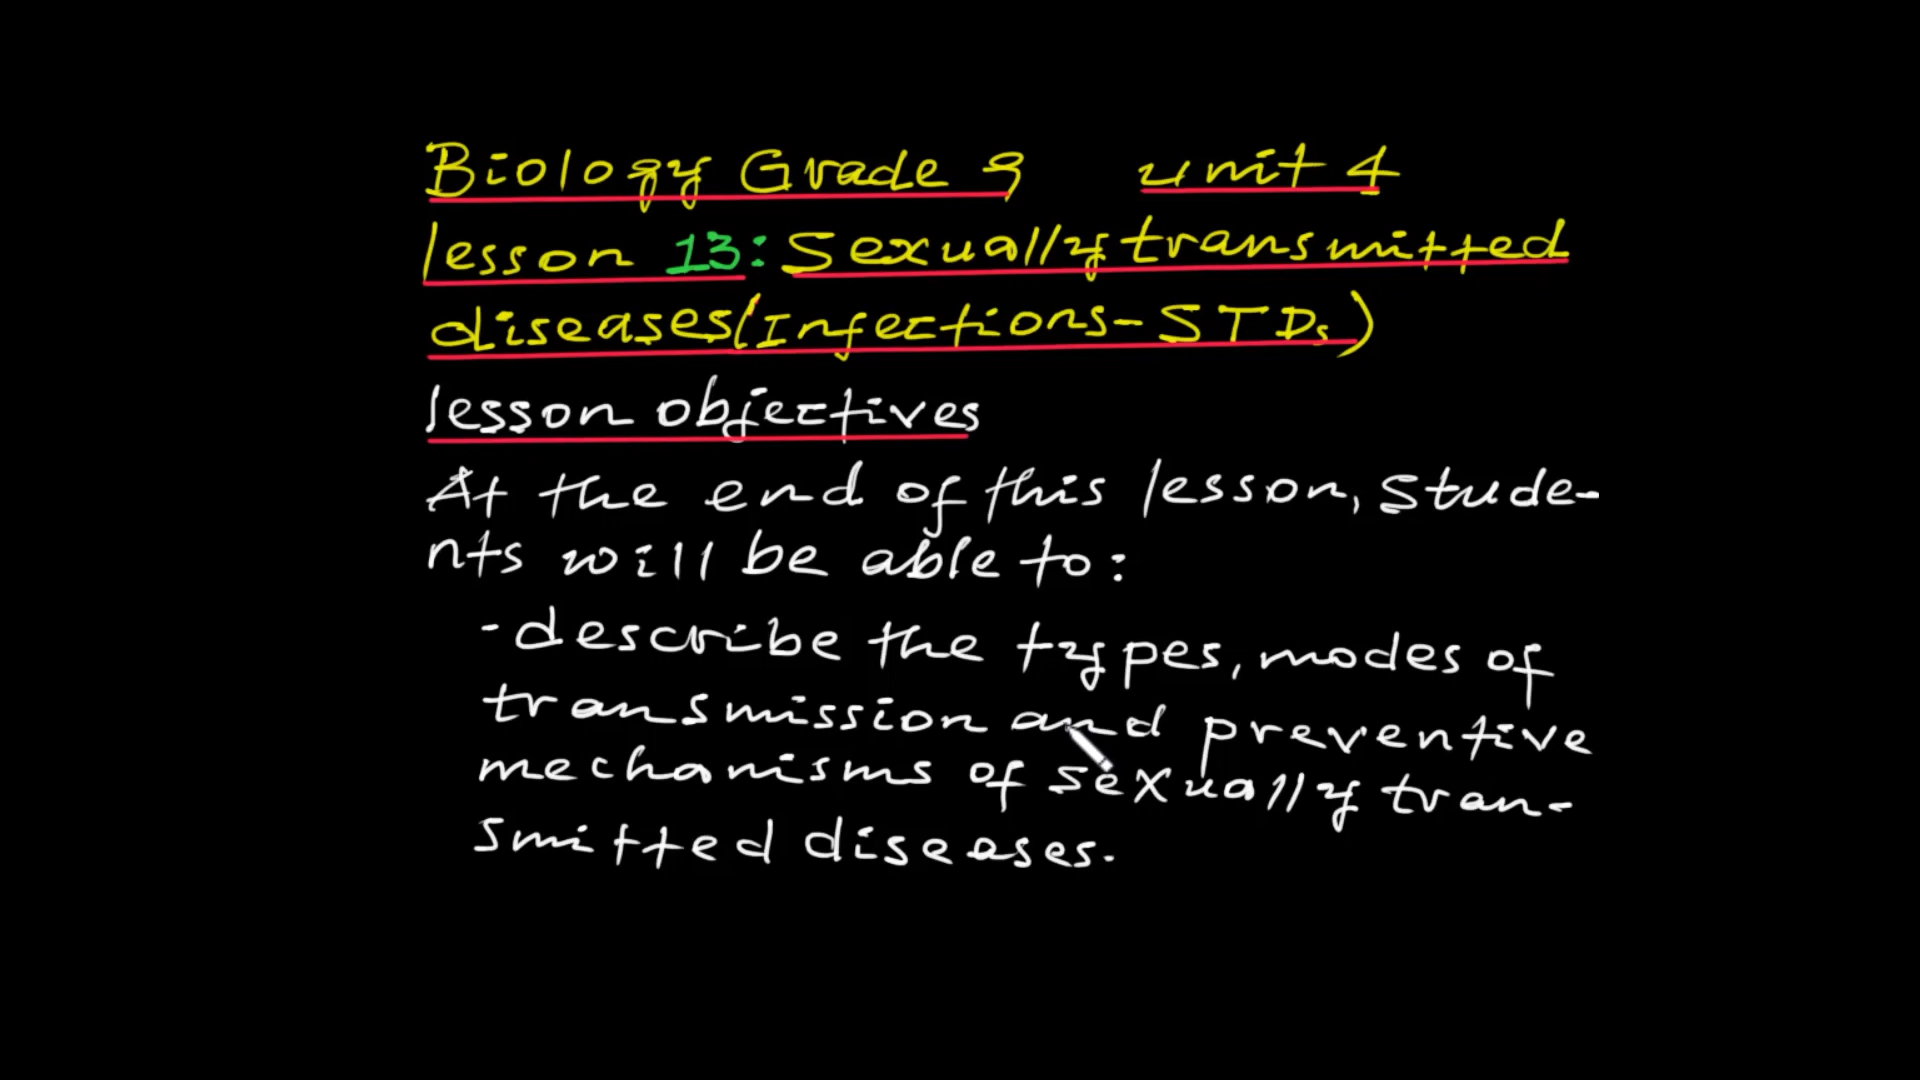 Biology Grade 9 unit 4
lesson 13: Sexually transmitted
diseases(Infections-STDs)
lesson objectives
At the end of this lesson, stude-
nts will be able to:
-describe the types, modes of
transmission and preventive
mechanisms of sexually tran-
smitted diseases.